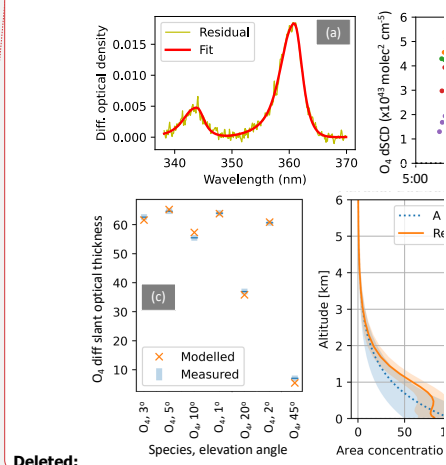 Diff. optical density
0.015
0.010
0.005
0.000
Residual
Fit
(a)
340
350
360
370
Wavelength (nm)
O₄ dSCD (x10⁴³ molec² cm⁻⁵)
6
5
4
3
2
1
0
5:00
O₄ diff slant optical thickness
60
50
40
30
20
10
(c)
Modelled
Measured
O₄, 3°
O₄, 5°
O₄, 10°
O₄, 1°
O₄, 20°
O₄, 2°
O₄, 45°
Species, elevation angle
Altitude [km]
6
5
4
3
2
1
0
A
Re
0
50
Area concentratio
Deleted: